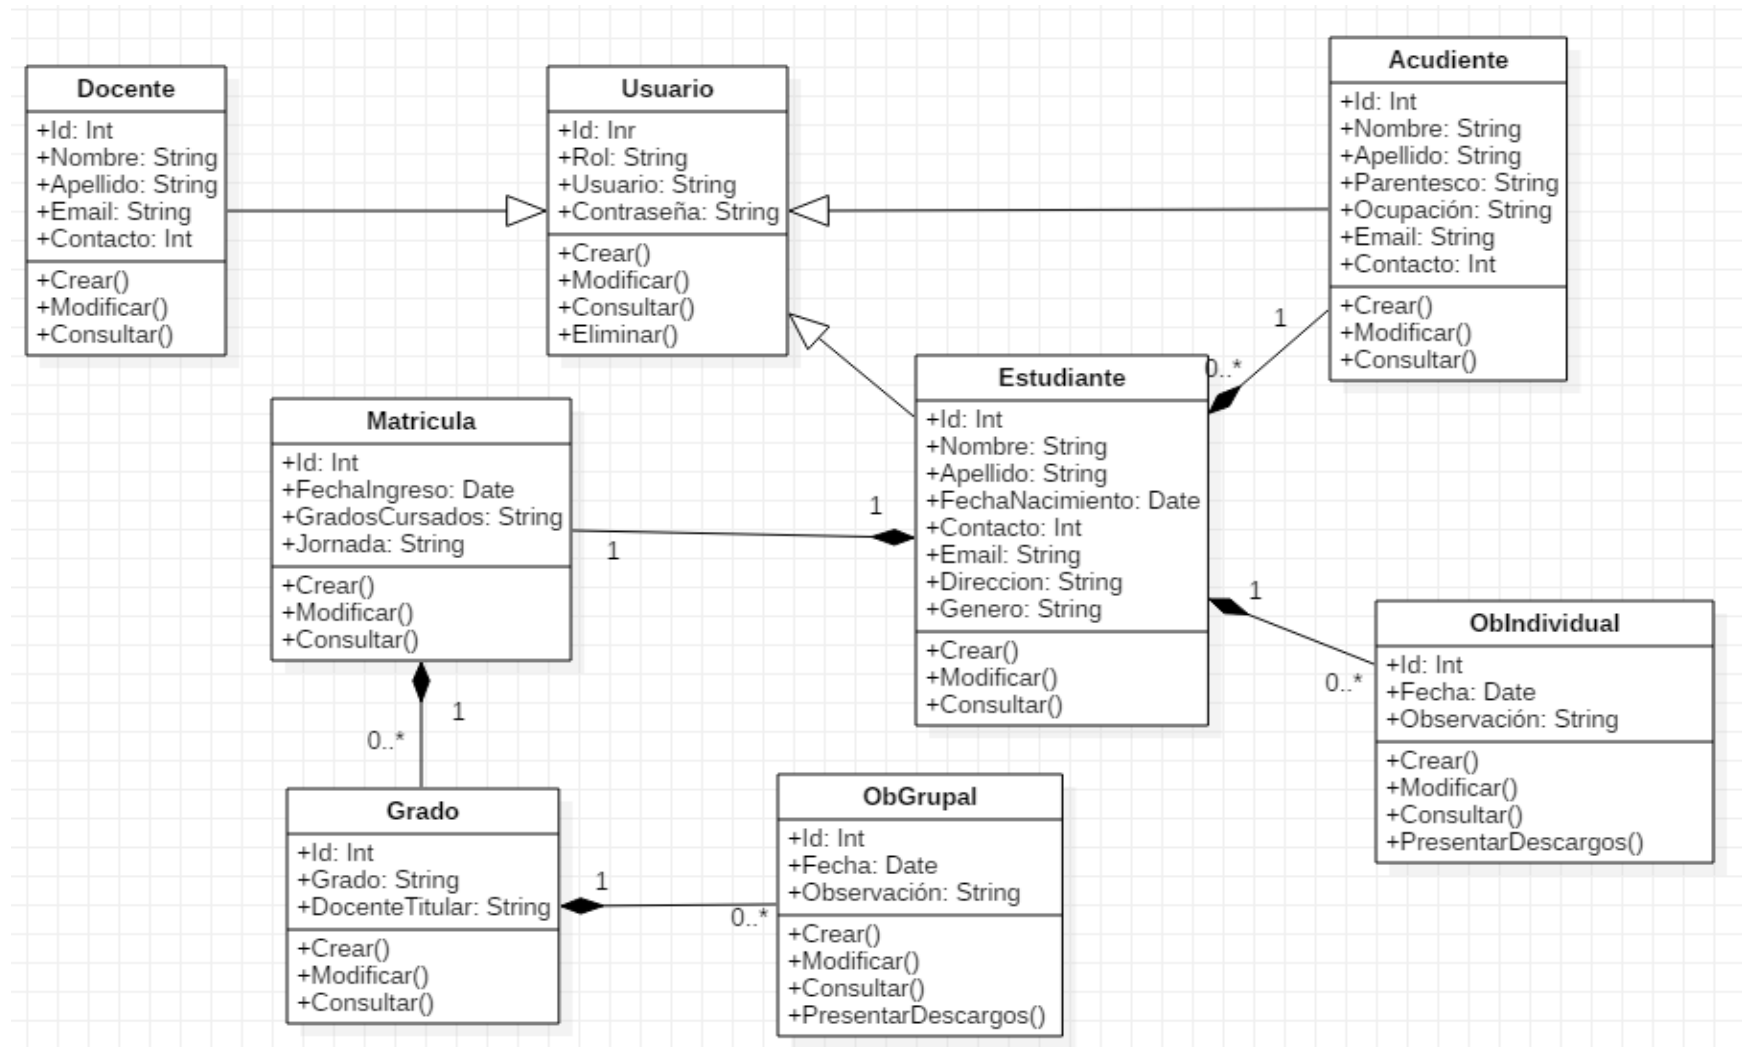 Docente
+Id: Int
+Nombre: String
+Apellido: String
+Email: String
+Contacto: Int
+Crear()
+Modificar()
+Consultar()
Usuario
+Id: Inr
+Rol: String
+Usuario: String
+Contraseña: String
+Crear()
+Modificar()
+Consultar()
+Eliminar()
Acudiente
+Id: Int
+Nombre: String
+Apellido: String
+Parentesco: String
+Ocupación: String
+Email: String
+Contacto: Int
+Crear()
+Modificar()
+Consultar()
1
0..*
Estudiante
+Id: Int
+Nombre: String
+Apellido: String
+FechaNacimiento: Date
+Contacto: Int
+Email: String
+Direccion: String
+Genero: String
+Crear()
+Modificar()
+Consultar()
Matricula
+Id: Int
+FechaIngreso: Date
+GradosCursados: String
+Jornada: String
+Crear()
+Modificar()
+Consultar()
1
1
1
0..*
ObIndividual
+Id: Int
+Fecha: Date
+Observación: String
+Crear()
+Modificar()
+Consultar()
+PresentarDescargos()
1
0..*
Grado
+Id: Int
+Grado: String
+DocenteTitular: String
+Crear()
+Modificar()
+Consultar()
1
0..*
ObGrupal
+Id: Int
+Fecha: Date
+Observación: String
+Crear()
+Modificar()
+Consultar()
+PresentarDescargos()